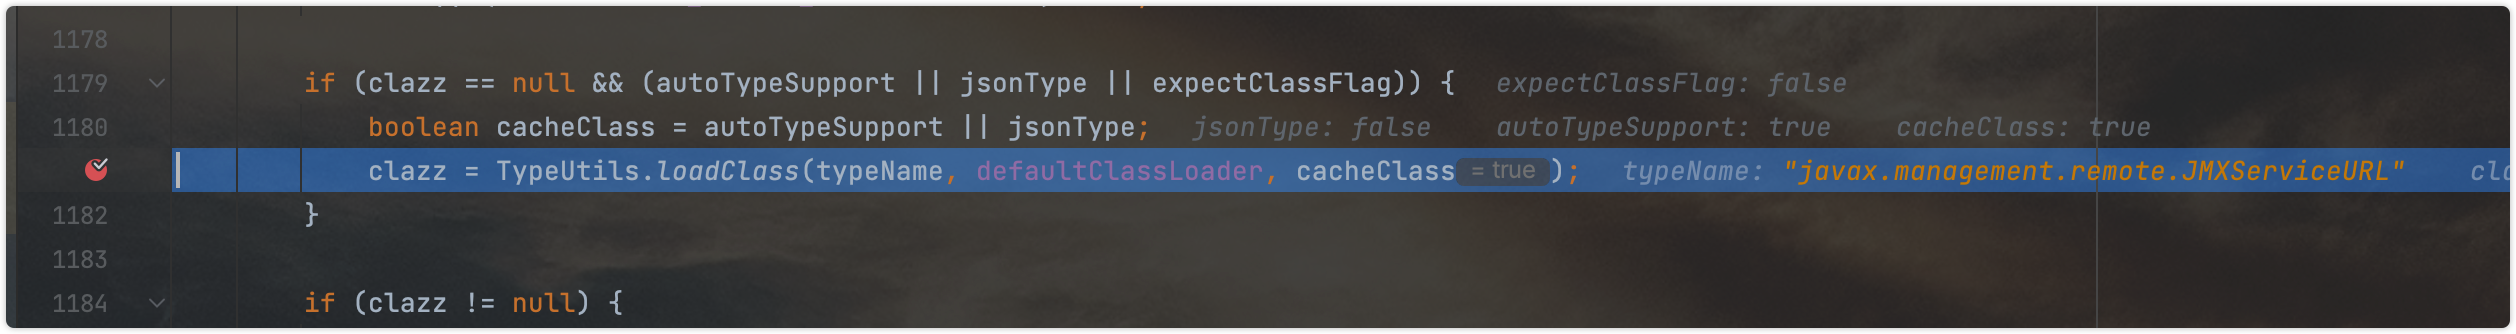 1178
1179 if (clazz == null && (autoTypeSupport || jsonType || expectClassFlag)) { expectClassFlag: false
1180 boolean cacheClass = autoTypeSupport || jsonType; jsonType: false autoTypeSupport: true cacheClass: true
clazz = TypeUtils.loadClass(typeName, defaultClassLoader, cacheClass = true ); typeName: "javax.management.remote.JMXServiceURL" cla
1182 }
1183
1184 if (clazz != null) {